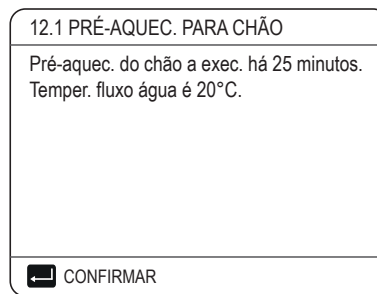 12.1 PRÉ-AQUEC. PARA CHÃO
Pré-aquec. do chão a exec. há 25 minutos.
Temper. fluxo água é 20°C.
CONFIRMAR